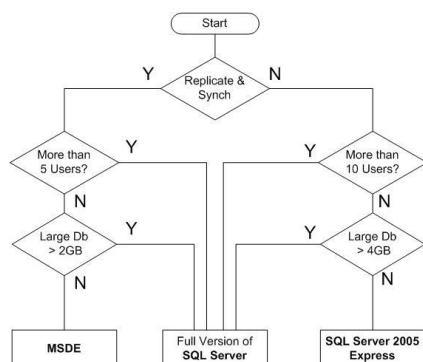 Start
Y
Replicate &
Synch
N
More than
5 Users?
Y
Y
More than
10 Users?
N
N
Large Db
> 2GB
Y
Y
Large Db
> 4GB
N
N
MSDE
Full Version of
SQL Server
SQL Server 2005
Express